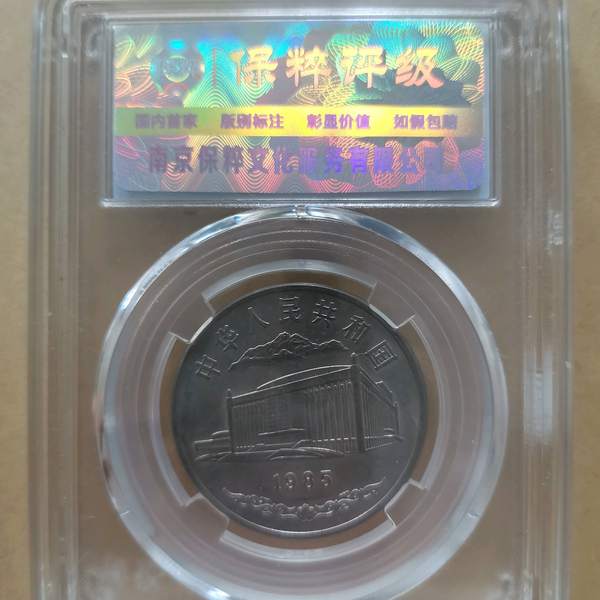 保粹评级
国内首家 版别标注 彰显价值 如假包赔
南京保粹文化服务有限公司
中华人民共和国
1985